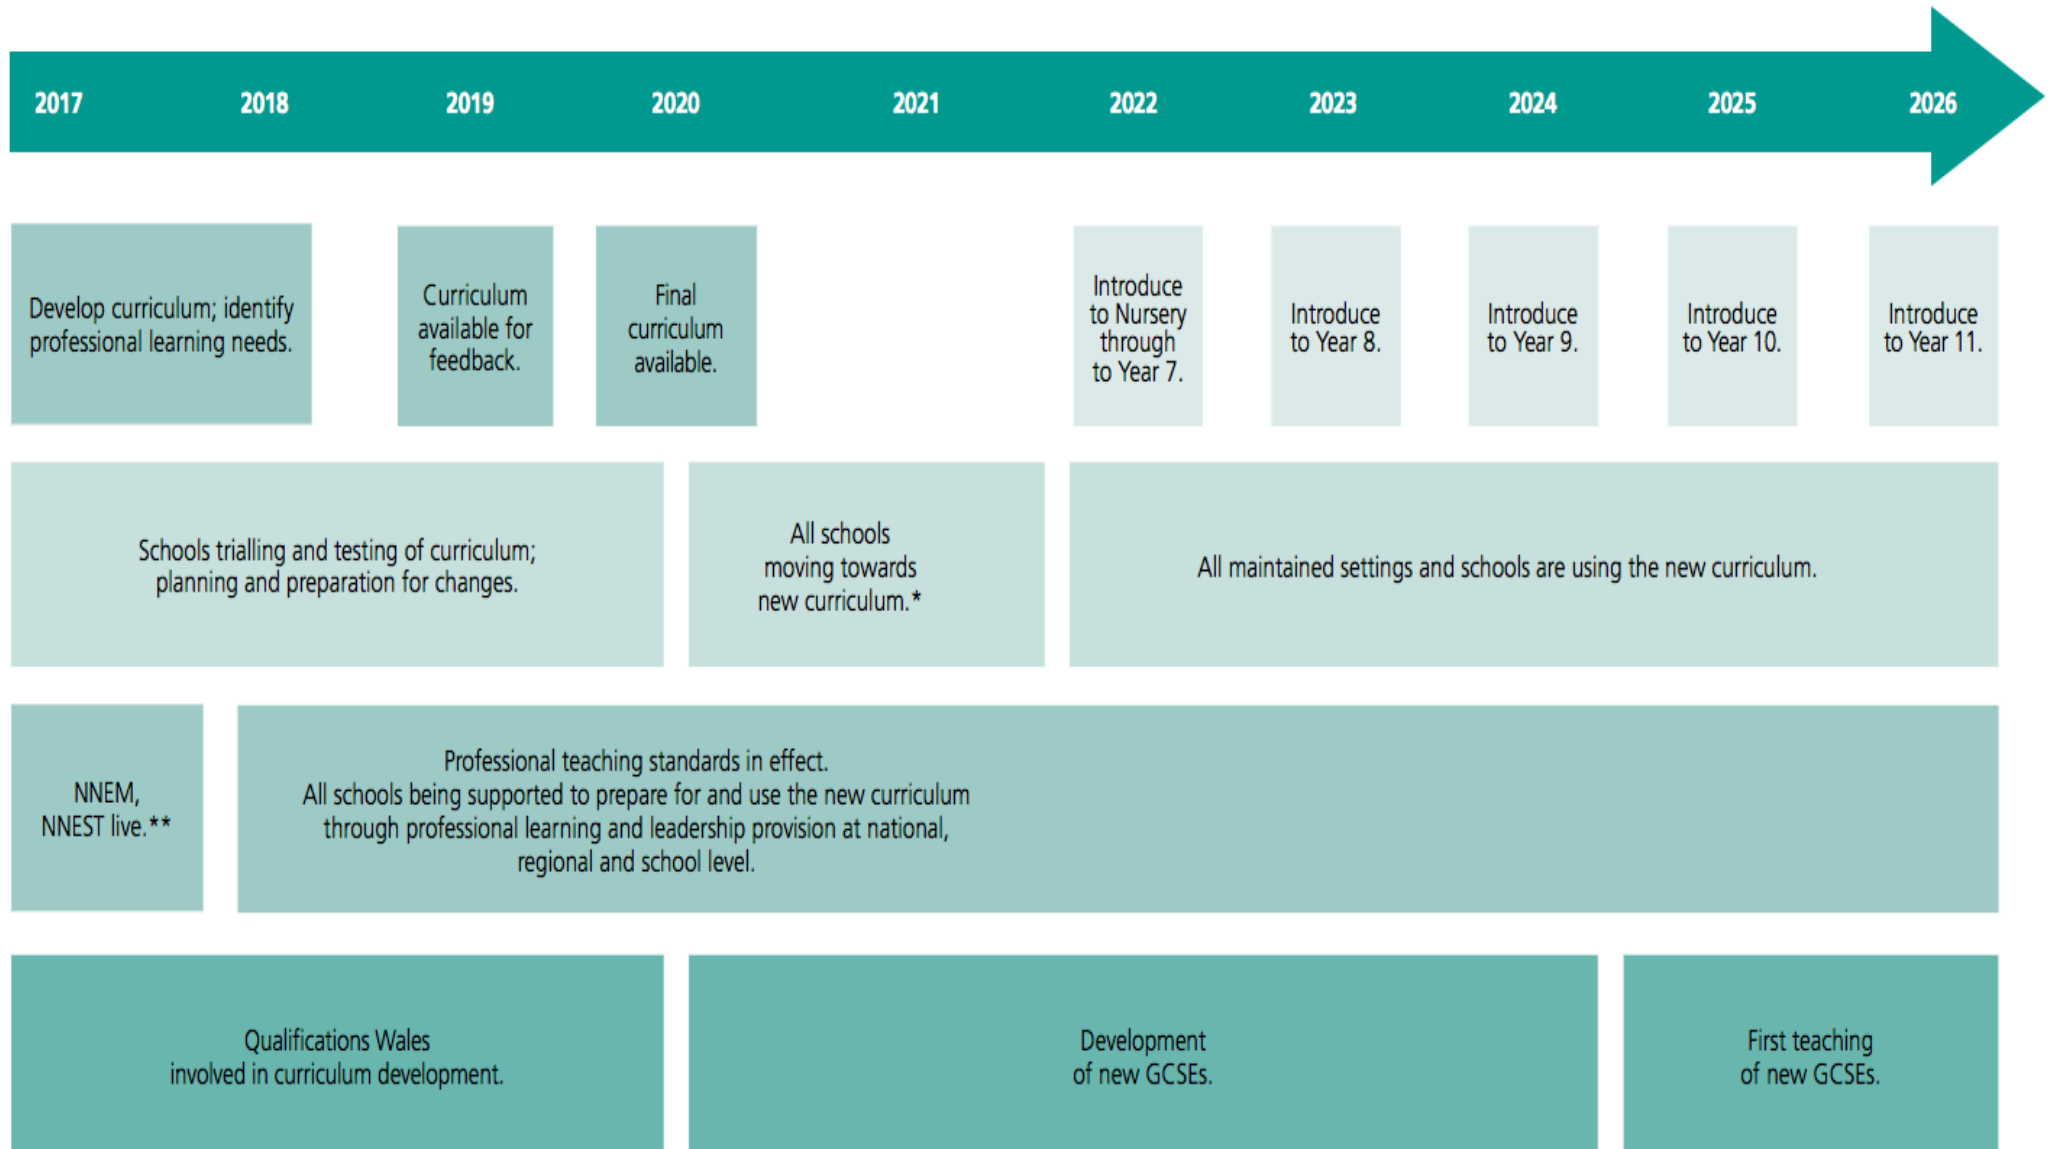 2017 2018 2019 2020 2021 2022 2023 2024 2025 2026
Develop curriculum; identify
professional learning needs.
Curriculum
available for
feedback.
Final
curriculum
available.
Introduce
to Nursery
through
to Year 7.
Introduce
to Year 8.
Introduce
to Year 9.
Introduce
to Year 10.
Introduce
to Year 11.
Schools trialling and testing of curriculum;
planning and preparation for changes.
All schools
moving towards
new curriculum.*
All maintained settings and schools are using the new curriculum.
NNEM,
NNEST live.**
Professional teaching standards in effect.
All schools being supported to prepare for and use the new curriculum
through professional learning and leadership provision at national,
regional and school level.
Qualifications Wales
involved in curriculum development.
Development
of new GCSEs.
First teaching
of new GCSEs.